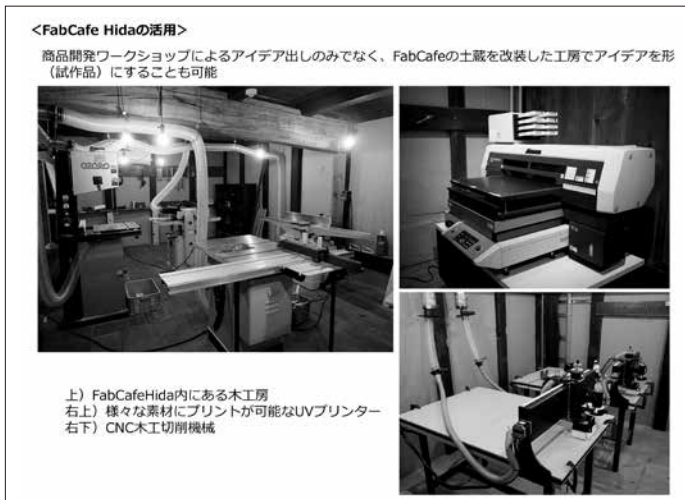 <FabCafe Hidaの活用>
商品開発ワークショップによるアイデア出しのみでなく、FabCafeの土蔵を改装した工房でアイデアを形
（試作品）にすることも可能
上）FabCafeHida内にある木工房
右上）様々な素材にプリントが可能なUVプリンター
右下）CNC木工切削機械